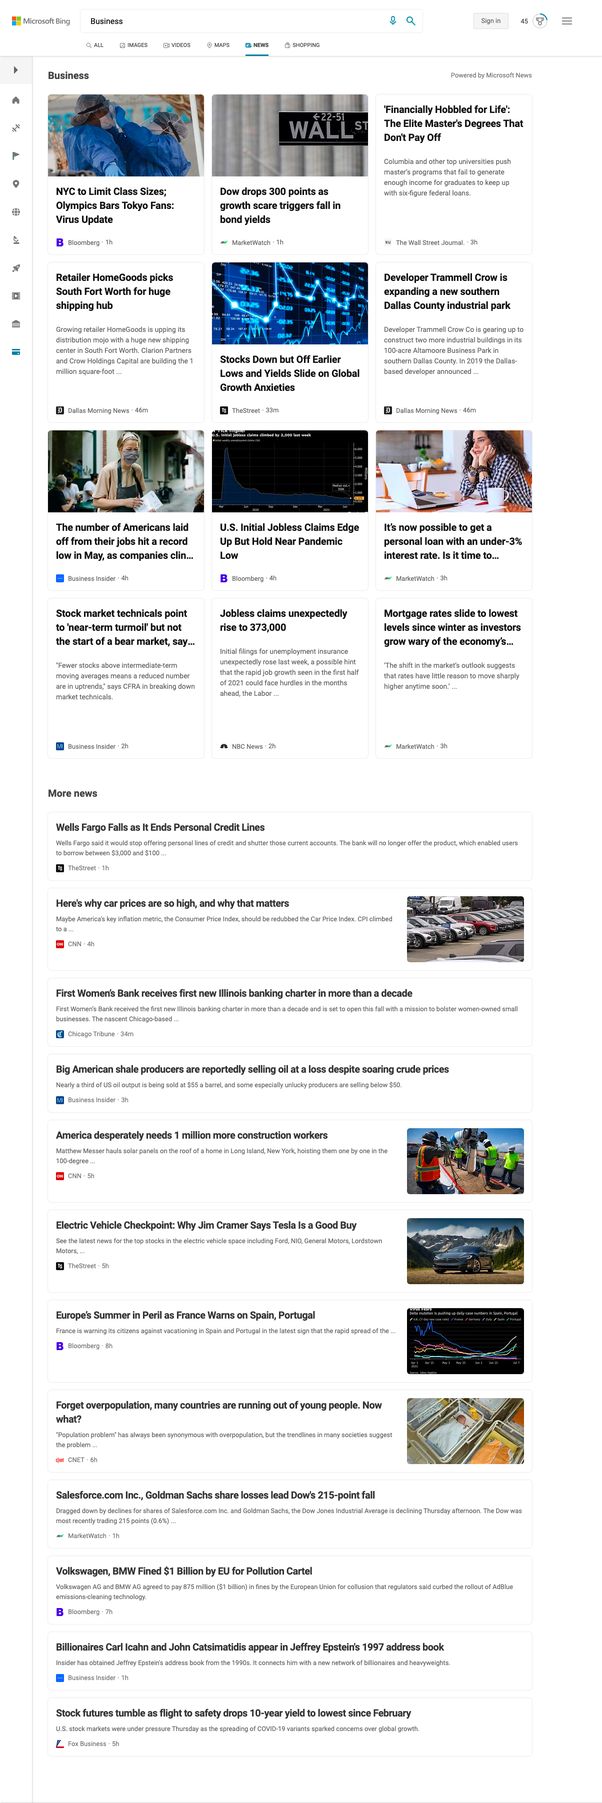 Microsoft Bing
Business
Sign in
45
ALL
IMAGES
VIDEOS
MAPS
NEWS
SHOPPING
Business
Powered by Microsoft News
NYC to Limit Class Sizes;
Olympics Bars Tokyo Fans:
Virus Update
Bloomberg · 1h
WALL ST
Dow drops 300 points as
growth scare triggers fall in
bond yields
MarketWatch · 1h
'Financially Hobbled for Life':
The Elite Master's Degrees That
Don't Pay Off
Columbia and other top universities push
master's programs that fail to generate
enough income for graduates to keep up
with six-figure federal loans.
The Wall Street Journal. · 3h
Retailer HomeGoods picks
South Fort Worth for huge
shipping hub
Growing retailer HomeGoods is upping its
distribution mojo with a huge new shipping
center in South Fort Worth. Clarion Partners
and Crow Holdings Capital are building the 1
million square-foot ...
Dallas Morning News · 46m
Stocks Down but Off Earlier
Lows and Yields Slide on Global
Growth Anxieties
TheStreet · 33m
Developer Trammell Crow is
expanding a new southern
Dallas County industrial park
Developer Trammell Crow Co is gearing up to
construct two more industrial buildings in its
100-acre Altamoore Business Park in
southern Dallas County. In 2019 the Dallas-
based developer announced ...
Dallas Morning News · 46m
The number of Americans laid
off from their jobs hit a record
low in May, as companies clin...
Business Insider · 4h
U.S. Initial Jobless Claims Edge
Up But Hold Near Pandemic
Low
Bloomberg · 4h
It's now possible to get a
personal loan with an under-3%
interest rate. Is it time to...
MarketWatch · 3h
Stock market technicals point
to 'near-term turmoil' but not
the start of a bear market, say...
"Fewer stocks above intermediate-term
moving averages means a reduced number
are in uptrends," says CFRA in breaking down
market technicals.
Business Insider · 2h
Jobless claims unexpectedly
rise to 373,000
Initial filings for unemployment insurance
unexpectedly rose last week, a possible hint
that the rapid job growth seen in the first half
of 2021 could face hurdles in the months
ahead, the Labor ...
NBC News · 2h
Mortgage rates slide to lowest
levels since winter as investors
grow wary of the economy's...
'The shift in the market's outlook suggests
that rates have little reason to move sharply
higher anytime soon.' ...
MarketWatch · 3h
More news
Wells Fargo Falls as It Ends Personal Credit Lines
Wells Fargo said it would stop offering personal lines of credit and shutter those current accounts. The bank will no longer offer the product, which enabled users
to borrow between $3,000 and $100 ...
TheStreet · 1h
Here's why car prices are so high, and why that matters
Maybe America's key inflation metric, the Consumer Price Index, should be redubbed the Car Price Index. CPI climbed
to a ...
CNN · 4h
First Women's Bank receives first new Illinois banking charter in more than a decade
First Women's Bank received the first new Illinois banking charter in more than a decade and is set to open this fall with a mission to bolster women-owned small
businesses. The nascent Chicago-based ...
Chicago Tribune · 34m
Big American shale producers are reportedly selling oil at a loss despite soaring crude prices
Nearly a third of US oil output is being sold at $55 a barrel, and some especially unlucky producers are selling below $50.
Business Insider · 3h
America desperately needs 1 million more construction workers
Matthew Messer hauls solar panels on the roof of a home in Long Island, New York, hoisting them one by one in the
100-degree ...
CNN · 5h
Electric Vehicle Checkpoint: Why Jim Cramer Says Tesla Is a Good Buy
See the latest news for the top stocks in the electric vehicle space including Ford, NIO, General Motors, Lordstown
Motors, ...
TheStreet · 5h
Europe's Summer in Peril as France Warns on Spain, Portugal
France is warning its citizens against vacationing in Spain and Portugal in the latest sign that the rapid spread of the ...
Bloomberg · 8h
Forget overpopulation, many countries are running out of young people. Now
what?
"Population problem" has always been synonymous with overpopulation, but the trendlines in many societies suggest
the problem ...
CNET · 6h
Salesforce.com Inc., Goldman Sachs share losses lead Dow's 215-point fall
Dragged down by declines for shares of Salesforce.com Inc. and Goldman Sachs, the Dow Jones Industrial Average is declining Thursday afternoon. The Dow was
most recently trading 215 points (0.6%) ...
MarketWatch · 1h
Volkswagen, BMW Fined $1 Billion by EU for Pollution Cartel
Volkswagen AG and BMW AG agreed to pay 875 million ($1 billion) in fines by the European Union for collusion that regulators said curbed the rollout of AdBlue
emissions-cleaning technology.
Bloomberg · 7h
Billionaires Carl Icahn and John Catsimatidis appear in Jeffrey Epstein's 1997 address book
Insider has obtained Jeffrey Epstein's address book from the 1990s. It connects him with a new network of billionaires and heavyweights.
Business Insider · 1h
Stock futures tumble as flight to safety drops 10-year yield to lowest since February
U.S. stock markets were under pressure Thursday as the spreading of COVID-19 variants sparked concerns over global growth.
Fox Business · 5h